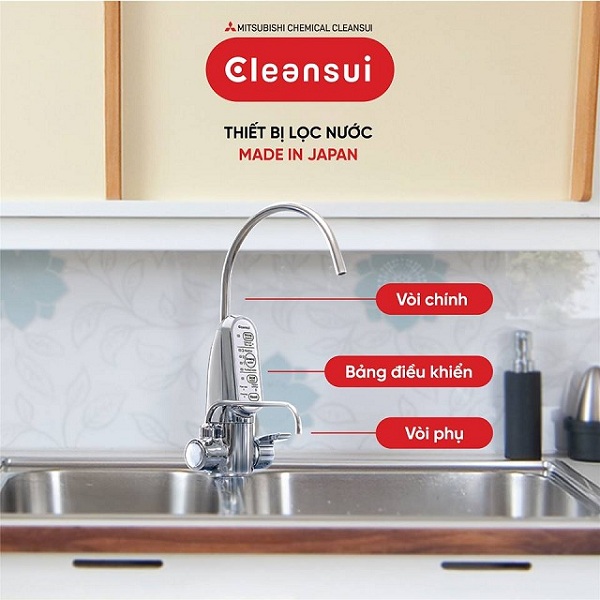 MITSUBISHI CHEMICAL CLEANSUI
Cleansui
THIẾT BỊ LỌC NƯỚC
MADE IN JAPAN
Vòi chính
Bảng điều khiển
Vòi phụ